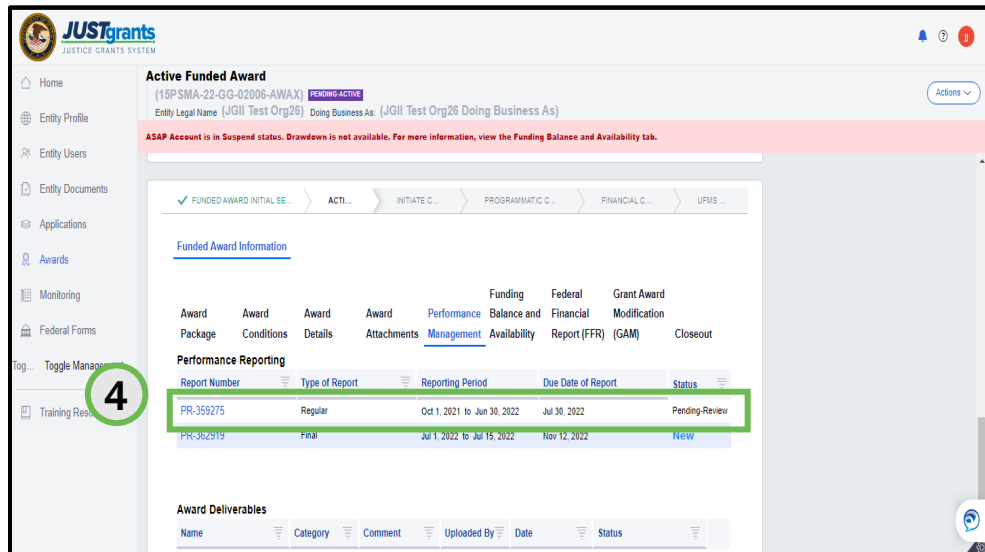 JUSTgrants
JUSTICE GRANTS SYSTEM
JJ
Home
Entity Profile
Entity Users
Entity Documents
Applications
Awards
Monitoring
Federal Forms
Tog... Toggle Management
Training
4
Active Funded Award
(15PSMA-22-GG-02006-AWAX) PENDING-ACTIVE
Entity Legal Name (JGII Test Org26) Doing Business As: (JGII Test Org26 Doing Business As)
Actions
ASAP Account is in Suspend status. Drawdown is not available. For more information, view the Funding Balance and Availability tab.
FUNDED AWARD INITIAL SE... ACTI... INITIATE C... PROGRAMMATIC C... FINANCIAL C... UFMS ...
Funded Award Information
Award Package
Award Conditions
Award Details
Award Attachments
Performance Management
Funding Balance and Availability
Federal Financial Report (FFR)
Grant Award Modification (GAM)
Closeout
Performance Reporting
Report Number Type of Report Reporting Period Due Date of Report Status
PR-359275 Regular Oct 1, 2021 to Jun 30, 2022 Jul 30, 2022 Pending-Review
PR-362919 Final Jul 1, 2022 to Jul 15, 2022 Nov 12, 2022 New
Award Deliverables
Name Category Comment Uploaded By Date Status